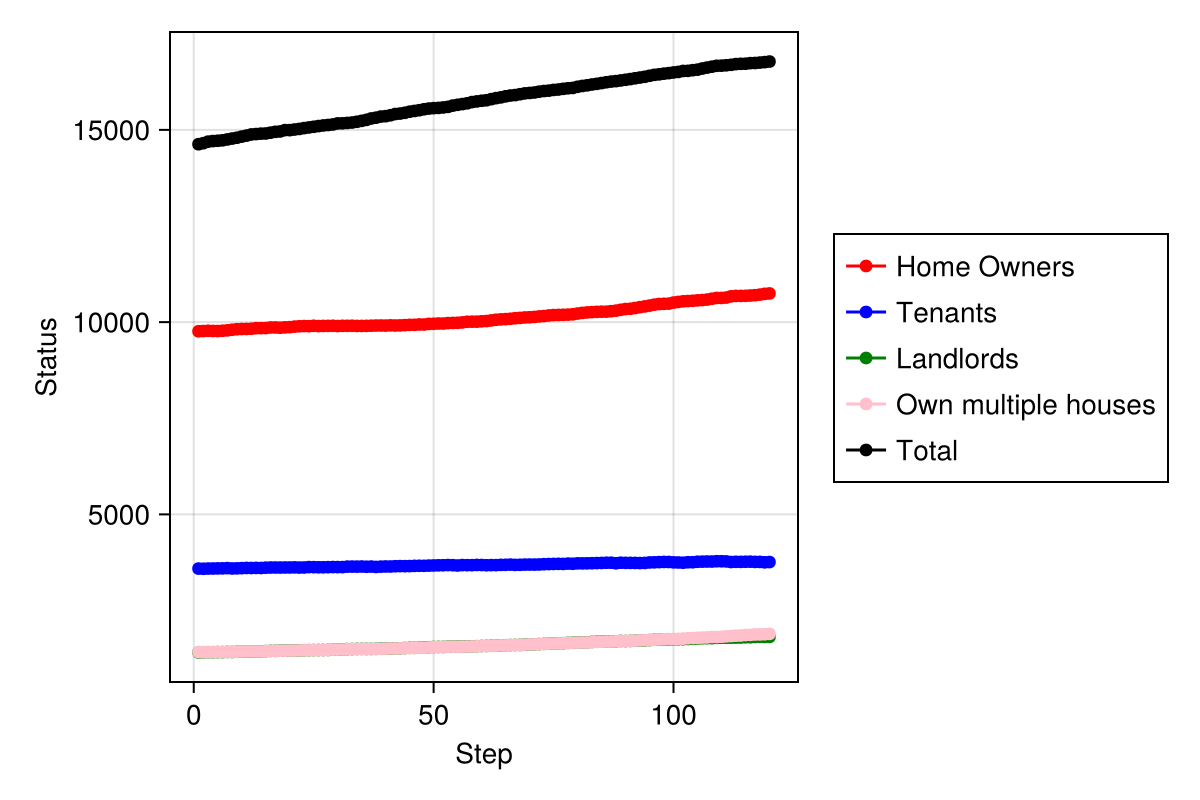 15000
10000
5000
Status
0 50 100
Step
Home Owners
Tenants
Landlords
Own multiple houses
Total